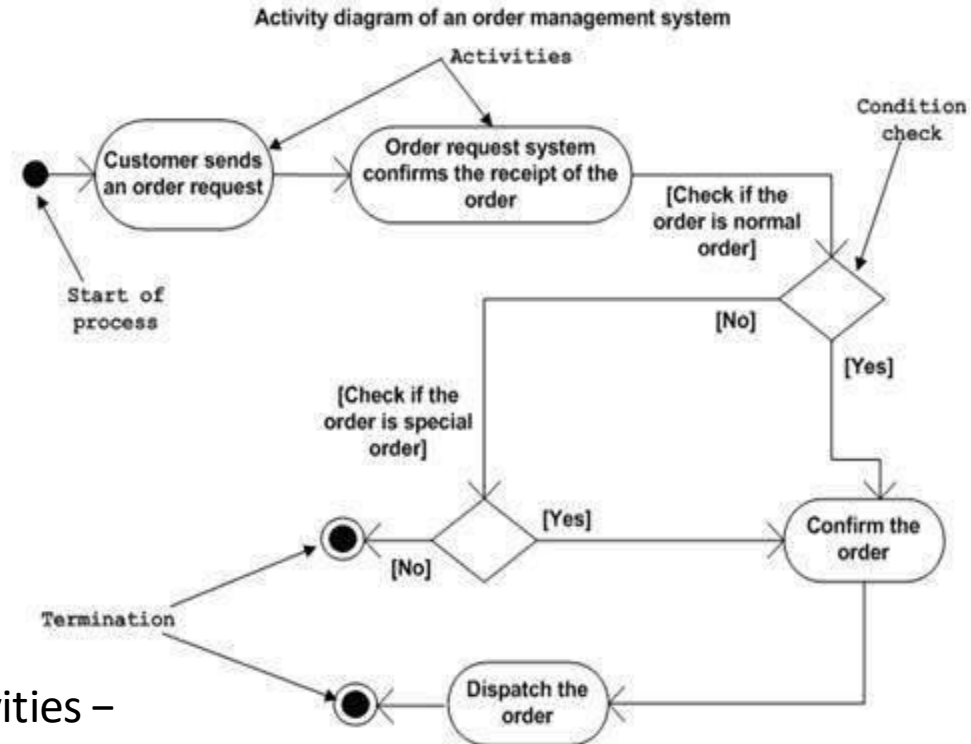 Activity diagram of an order management system
Activities
Condition
check
Customer sends
an order request
Order request system
confirms the receipt of the
order
[Check if the
order is normal
order]
Start of
process
[No]
[Yes]
[Check if the
order is special
order]
[Yes]
[No]
Confirm the
order
Termination
Dispatch the
order
vities –